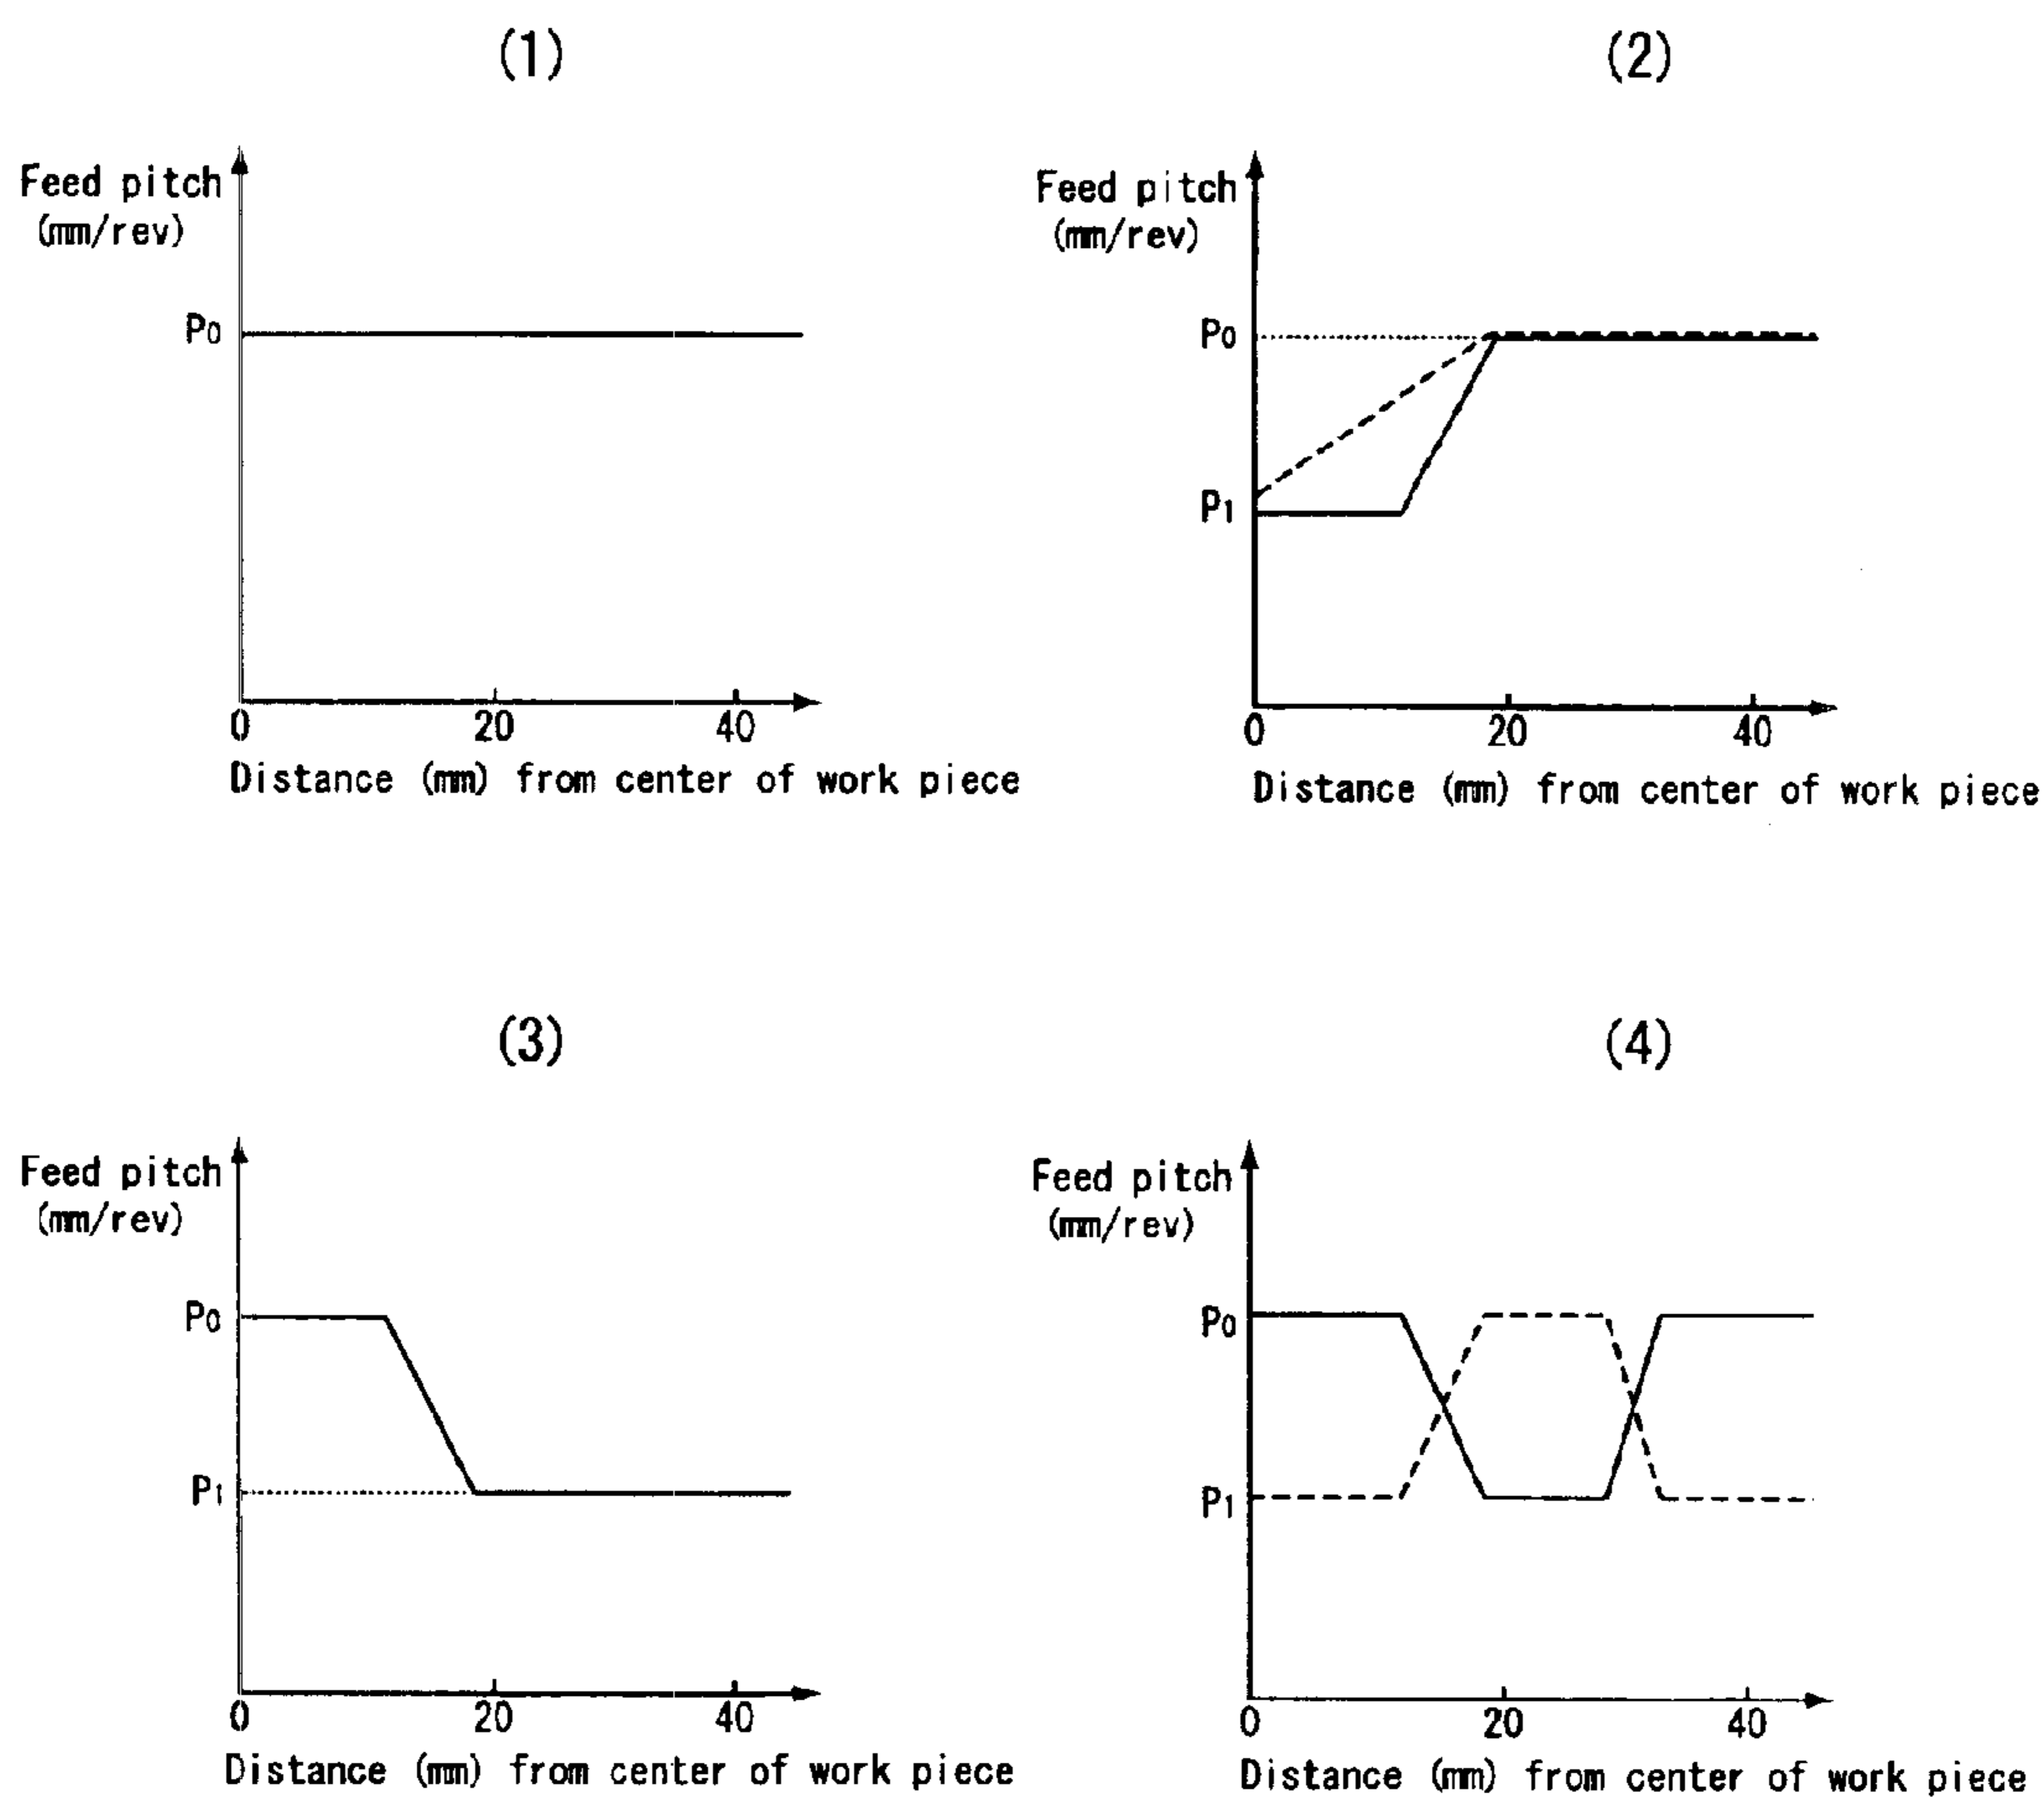 (1)
Feed pitch
(mm/rev)
P0
0 20 40
Distance (mm) from center of work piece
(2)
Feed pitch
(mm/rev)
P0
P1
0 20 40
Distance (mm) from center of work piece
(3)
Feed pitch
(mm/rev)
P0
P1
0 20 40
Distance (mm) from center of work piece
(4)
Feed pitch
(mm/rev)
P0
P1
0 20 40
Distance (mm) from center of work piece